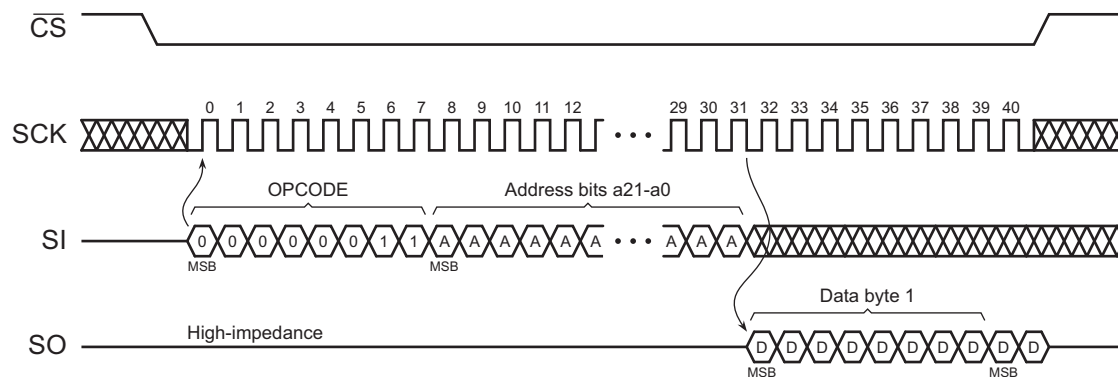 CS
SCK 0 1 2 3 4 5 6 7 8 9 10 11 12 29 30 31 32 33 34 35 36 37 38 39 40
OPCODE Address bits a21-a0
SI 0 0 0 0 0 0 1 1 A A A A A A A A A
MSB MSB
Data byte 1
High-impedance
SO D D D D D D D D D D
MSB MSB